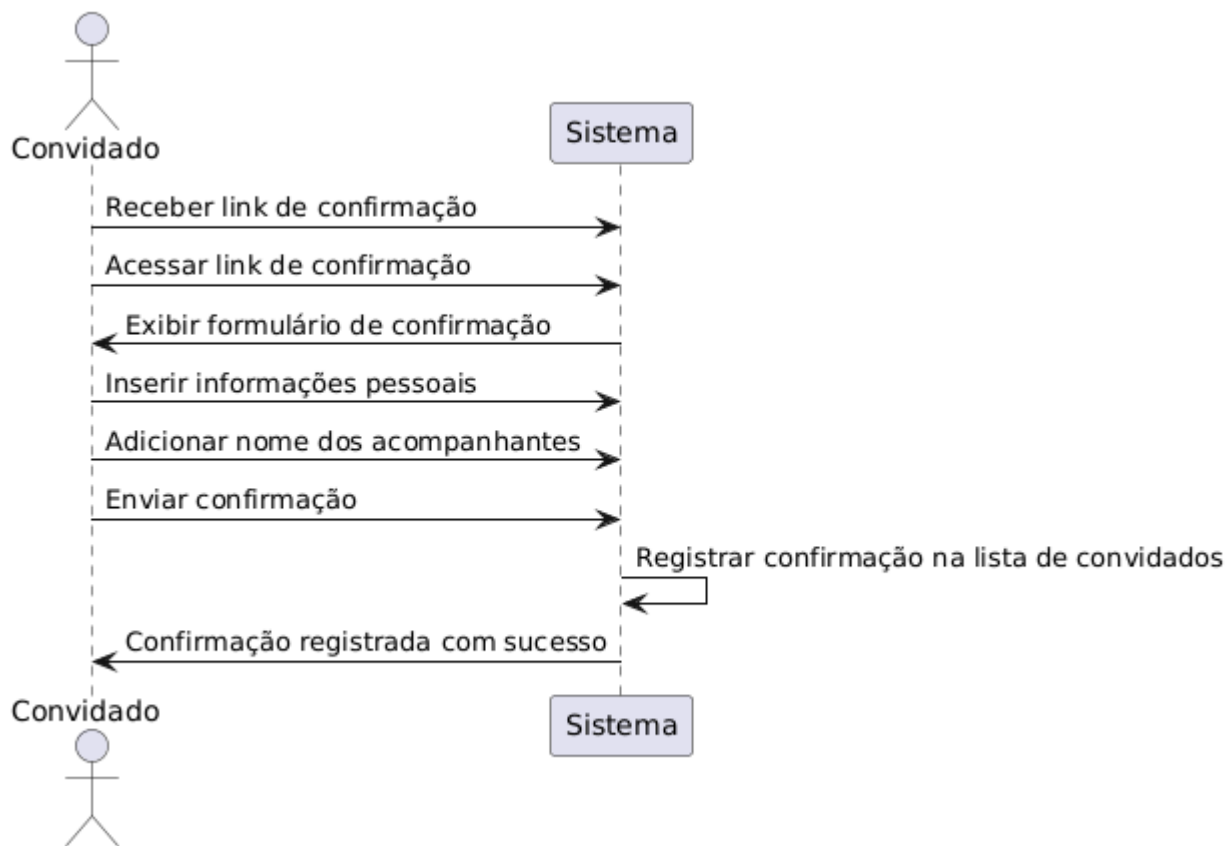 Convidado
Sistema
Receber link de confirmação
Acessar link de confirmação
Exibir formulário de confirmação
Inserir informações pessoais
Adicionar nome dos acompanhantes
Enviar confirmação
Registrar confirmação na lista de convidados
Confirmação registrada com sucesso
Convidado
Sistema